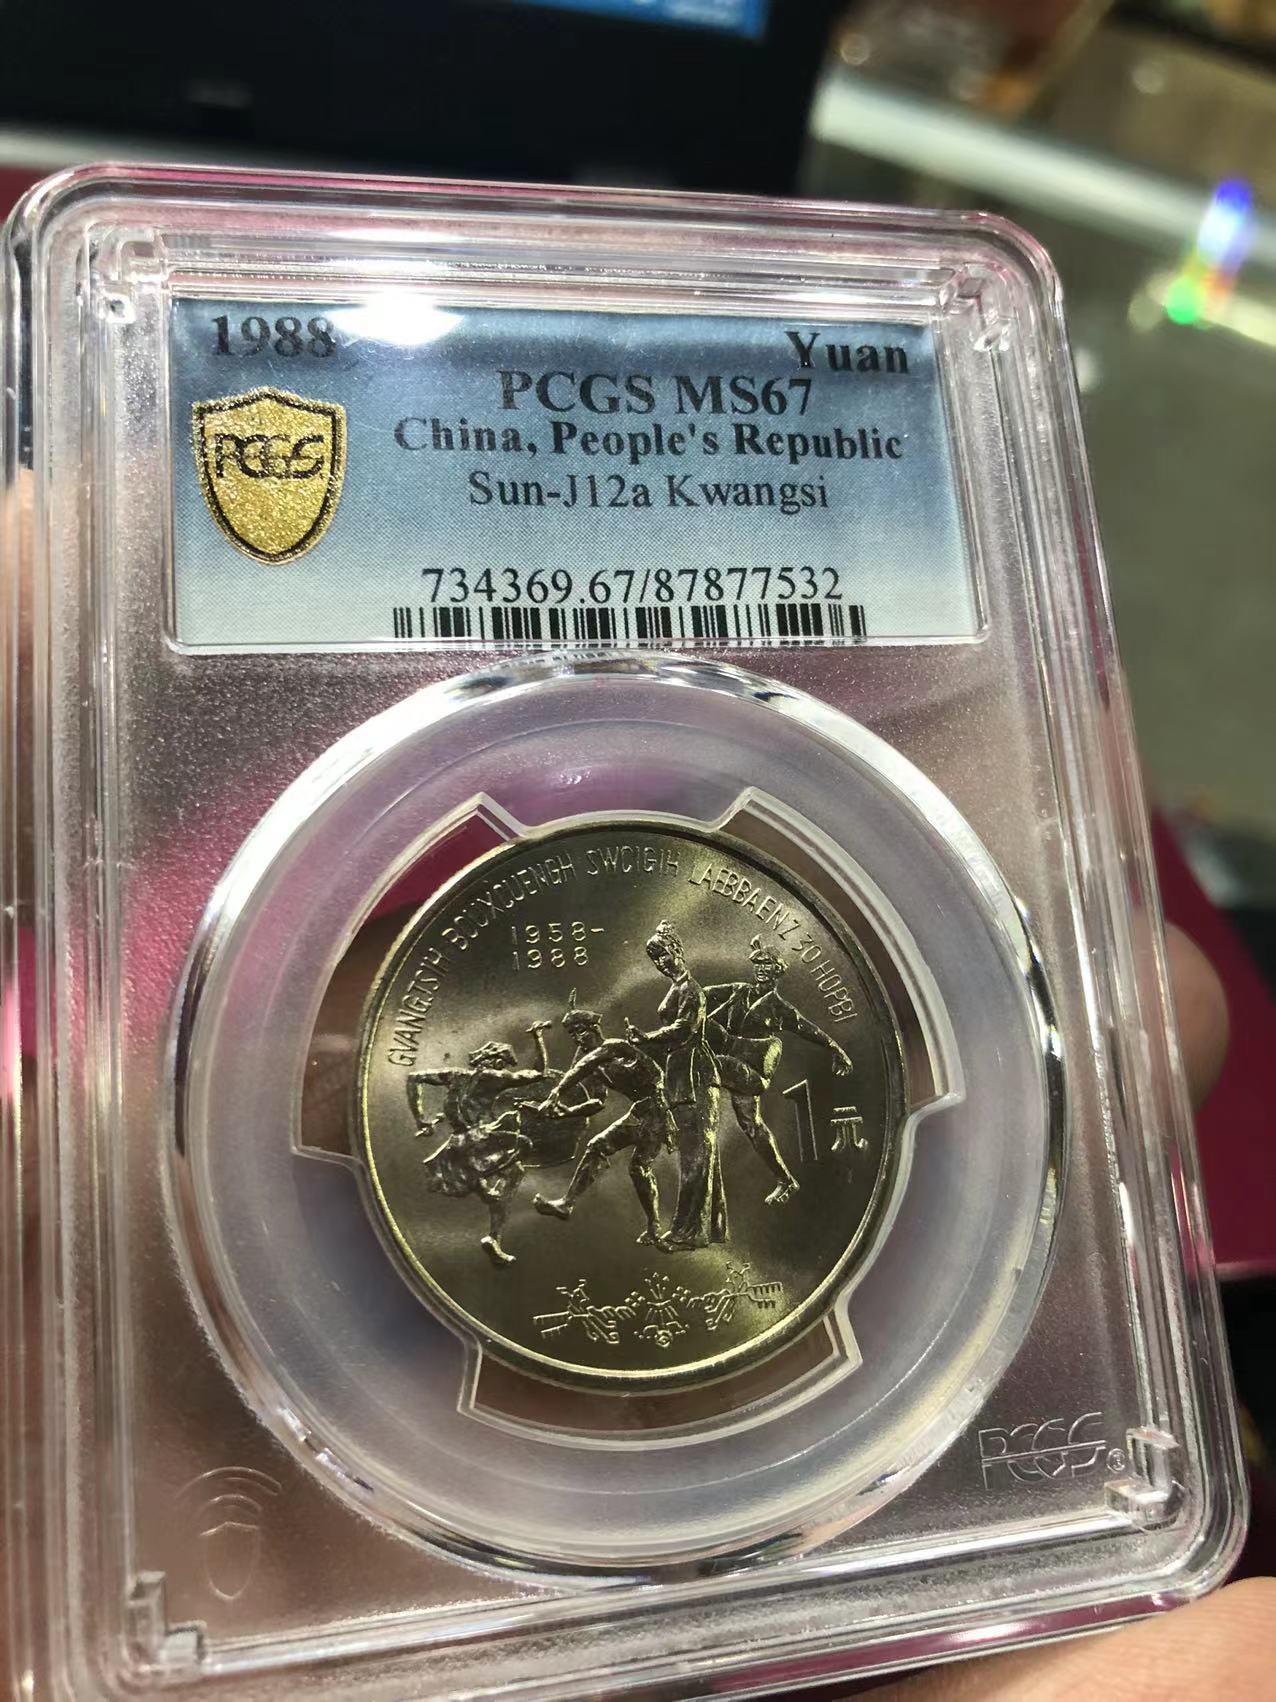 1988 Yuan
PCGS MS67
China, People's Republic
Sun-J12a Kwangsi
PCGS
734369.67/87877532
GVANGJSIH BOUXCUENGH SWCIGIH LAEBBAENZ 30 HOPBI
1958-
1988
1元
PCGS®